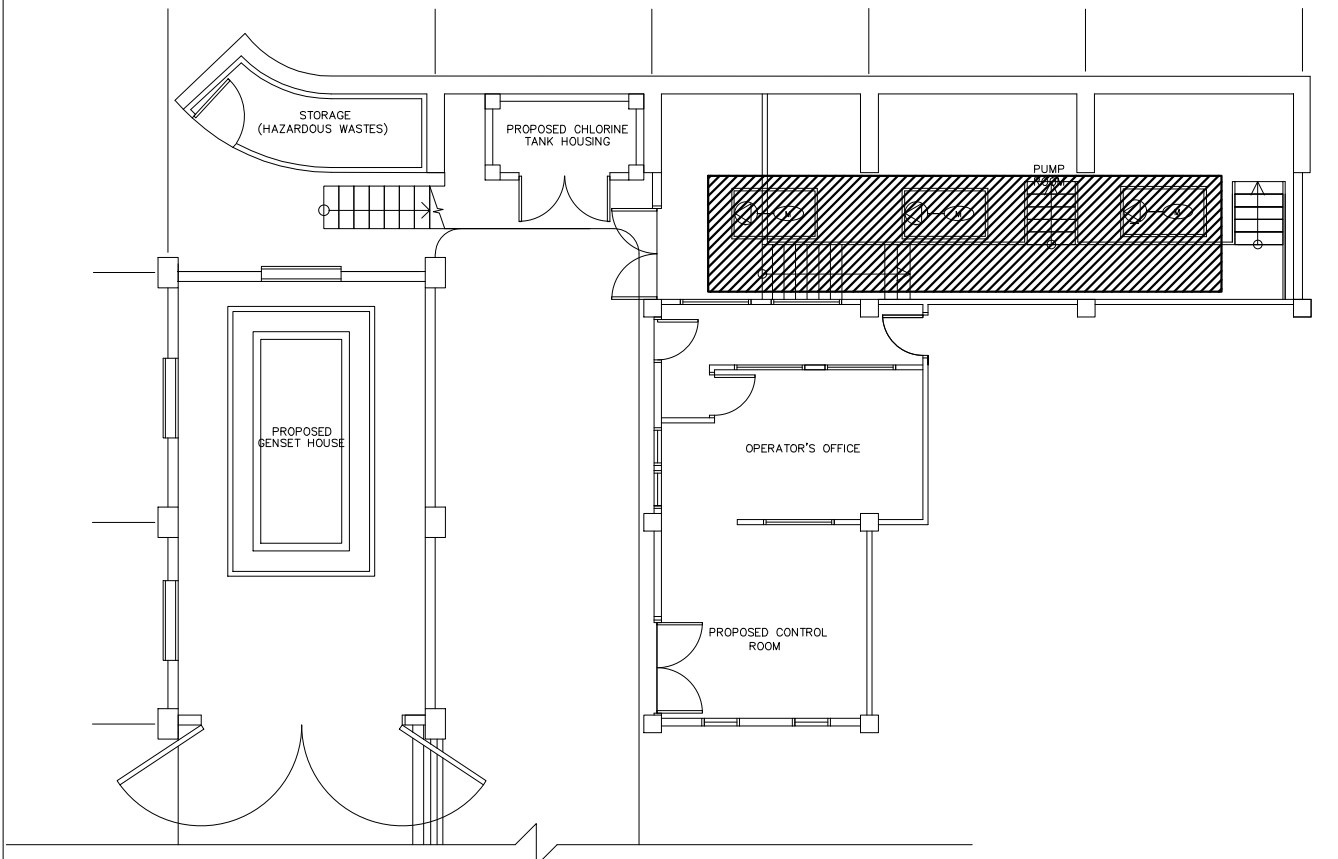 STORAGE
(HAZARDOUS WASTES)
PROPOSED CHLORINE
TANK HOUSING
PUMP
ROOM
M
M
M
PROPOSED
GENSET HOUSE
OPERATOR'S OFFICE
PROPOSED CONTROL
ROOM